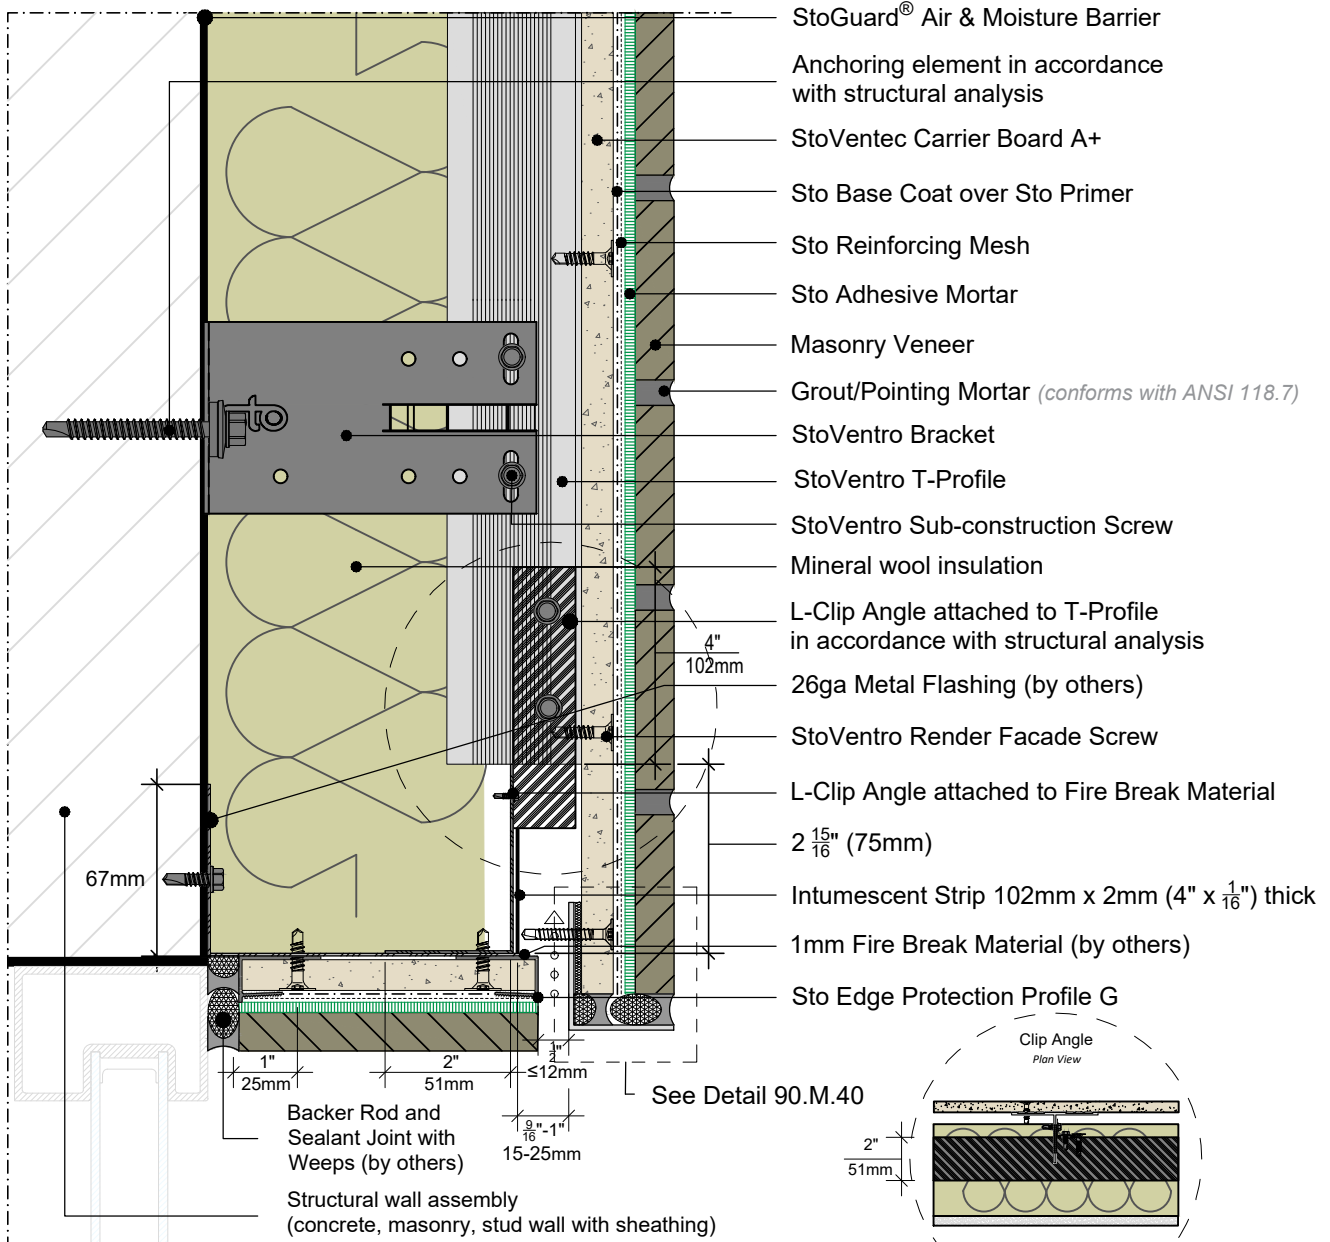 StoGuard® Air & Moisture Barrier
Anchoring element in accordance
with structural analysis
StoVentec Carrier Board A+
Sto Base Coat over Sto Primer
Sto Reinforcing Mesh
Sto Adhesive Mortar
Masonry Veneer
Grout/Pointing Mortar (conforms with ANSI 118.7)
StoVentro Bracket
StoVentro T-Profile
StoVentro Sub-construction Screw
Mineral wool insulation
L-Clip Angle attached to T-Profile
in accordance with structural analysis
4"
102mm
26ga Metal Flashing (by others)
StoVentro Render Facade Screw
L-Clip Angle attached to Fire Break Material
2 15/16" (75mm)
67mm
Intumescent Strip 102mm x 2mm (4" x 1/16") thick
1mm Fire Break Material (by others)
Sto Edge Protection Profile G
1"
25mm
2"
51mm
1/2"
≤12mm
9/16"-1"
15-25mm
See Detail 90.M.40
Backer Rod and
Sealant Joint with
Weeps (by others)
Structural wall assembly
(concrete, masonry, stud wall with sheathing)
Clip Angle
Plan View
2"
51mm